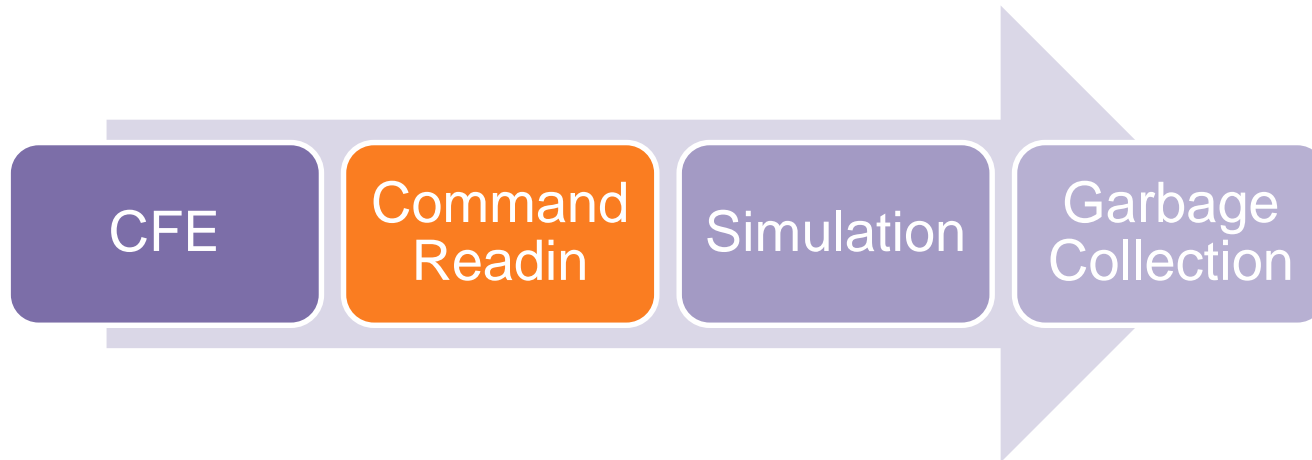 CFE
Command
Readin
Simulation
Garbage
Collection